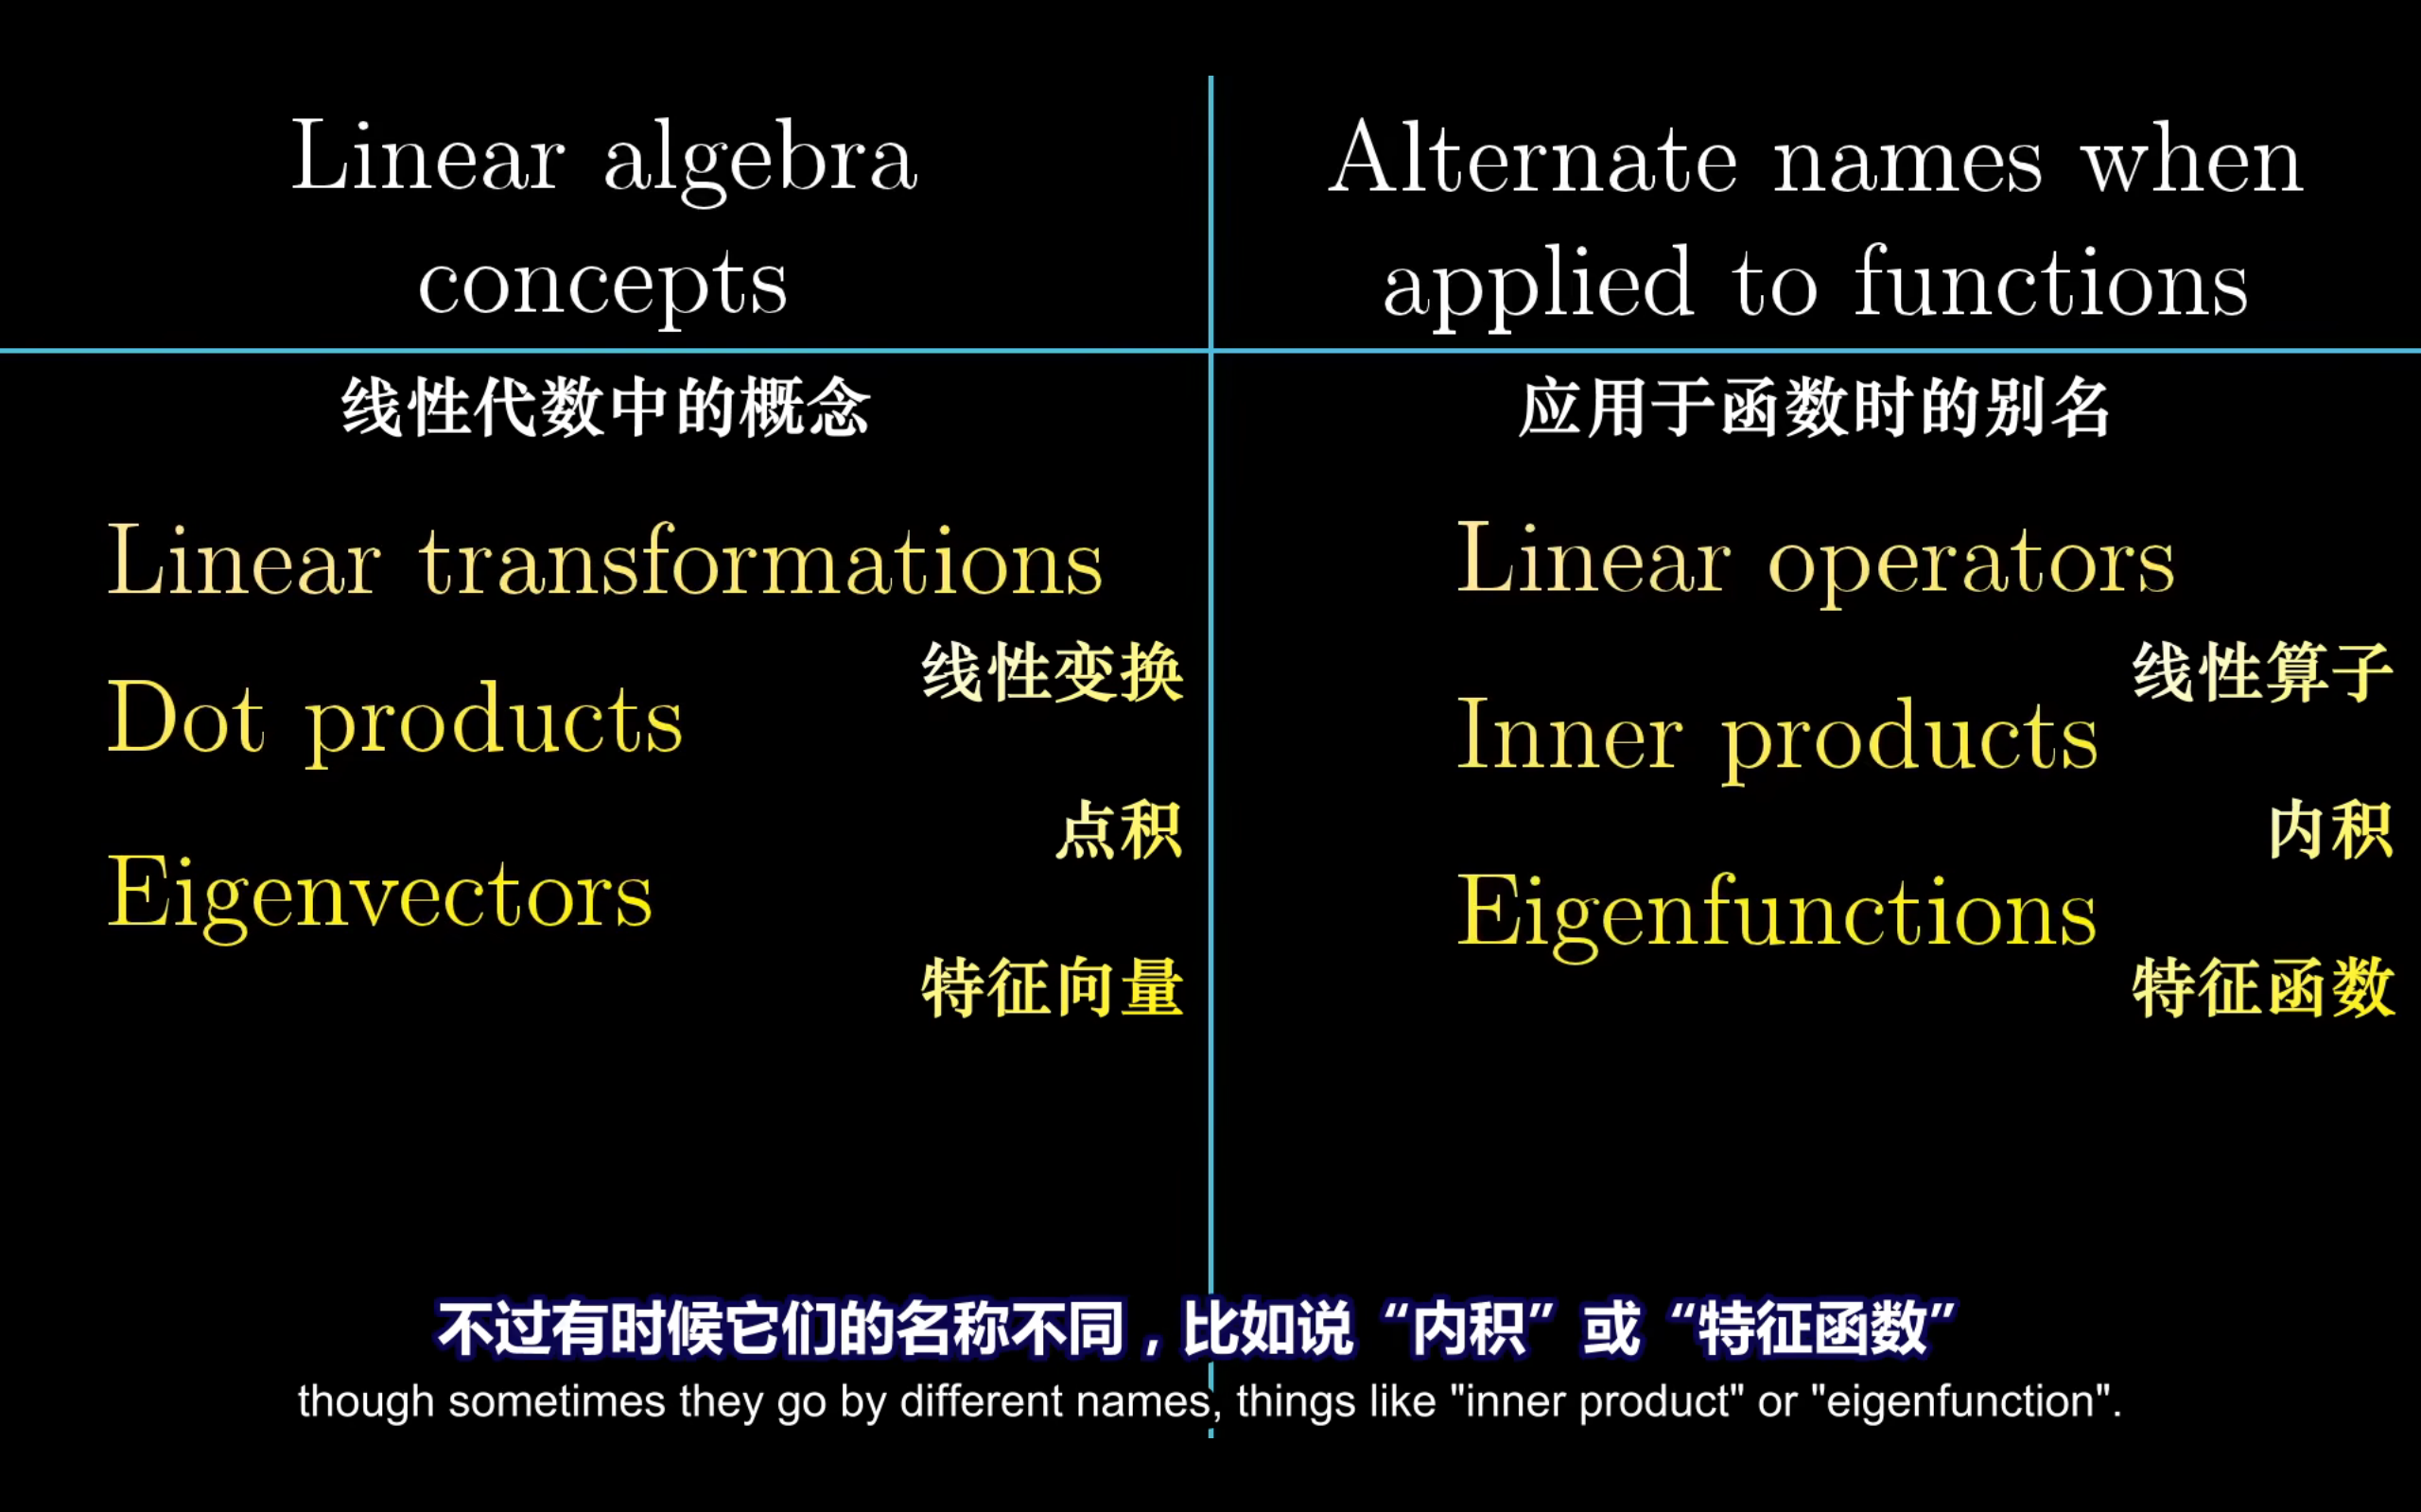 Linear algebra
concepts
线性代数中的概念
Linear transformations
线性变换
Dot products
点积
Eigenvectors
特征向量
Alternate names when
applied to functions
应用于函数时的别名
Linear operators
线性算子
Inner products
内积
Eigenfunctions
特征函数
不过有时候它们的名称不同，比如说“内积”或“特征函数”
though sometimes they go by different names, things like "inner product" or "eigenfunction".